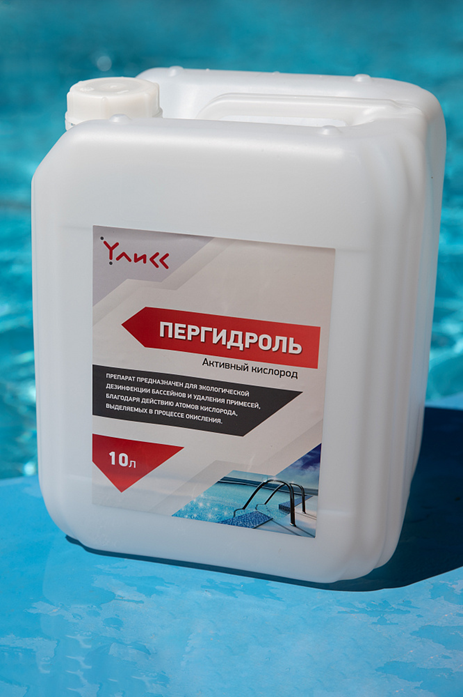 Улисс
ПЕРГИДРОЛЬ
Активный кислород
ПРЕПАРАТ ПРЕДНАЗНАЧЕН ДЛЯ ЭКОЛОГИЧЕСКОЙ
ДЕЗИНФЕКЦИИ БАССЕЙНОВ И УДАЛЕНИЯ ПРИМЕСЕЙ,
БЛАГОДАРЯ ДЕЙСТВИЮ АТОМОВ КИСЛОРОДА,
ВЫДЕЛЯЕМЫХ В ПРОЦЕССЕ ОКИСЛЕНИЯ.
10л